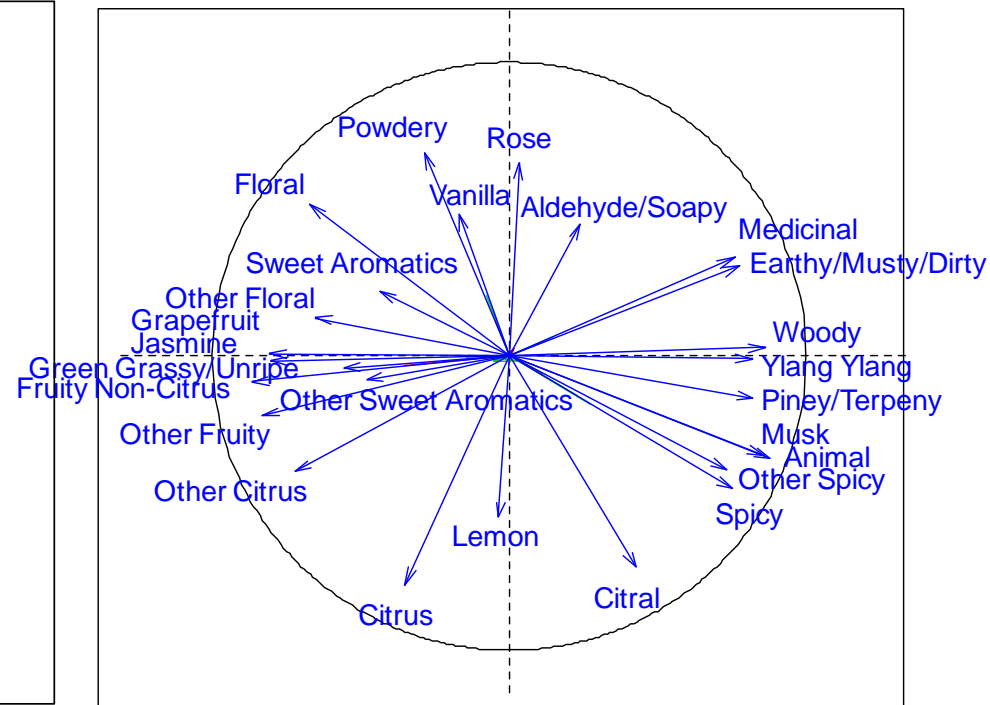 Powdery
Rose
Floral
Vanilla
Aldehyde/Soapy
Medicinal
Sweet Aromatics
Earthy/Musty/Dirty
Other Floral
Grapefruit
Woody
Jasmine
Green Grassy/Unripe
Ylang Ylang
Fruity Non-Citrus
Other Sweet Aromatics
Piney/Terpeny
Other Fruity
Musk
Animal
Other Citrus
Other Spicy
Spicy
Lemon
Citral
Citrus